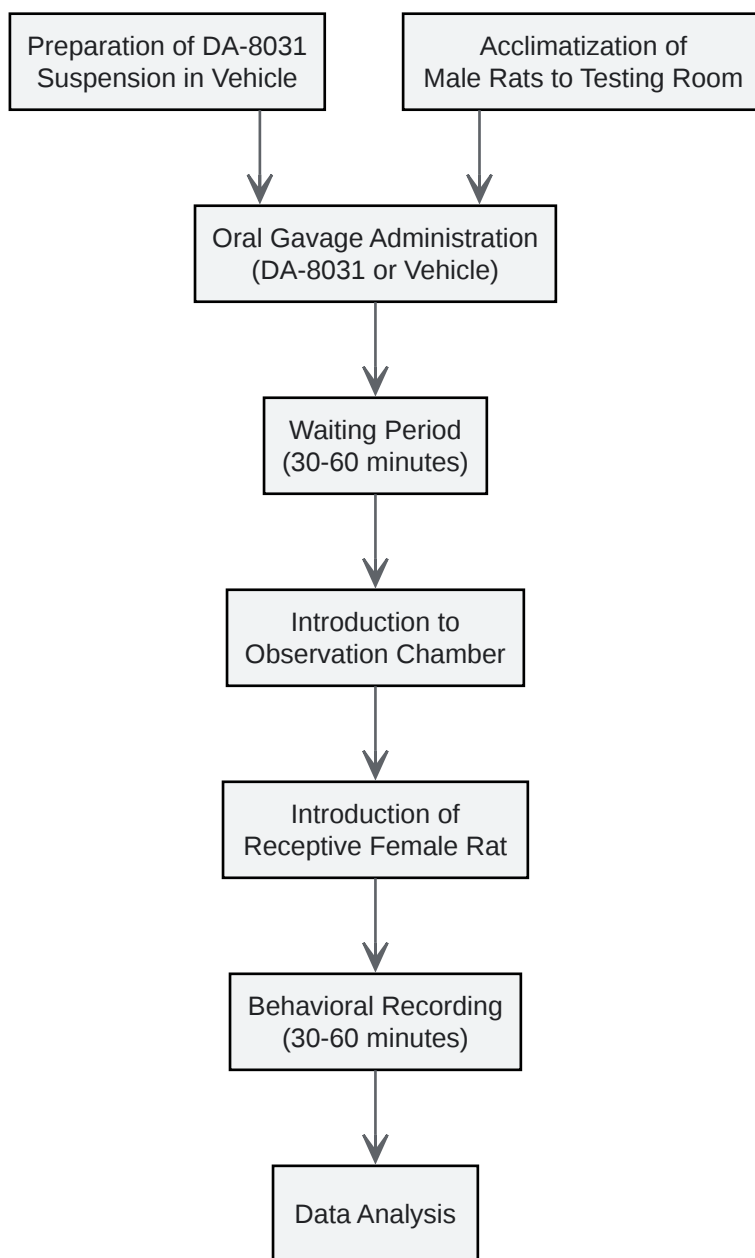 Preparation of DA-8031
Suspension in Vehicle
Acclimatization of
Male Rats to Testing Room
Oral Gavage Administration
(DA-8031 or Vehicle)
Waiting Period
(30-60 minutes)
Introduction to
Observation Chamber
Introduction of
Receptive Female Rat
Behavioral Recording
(30-60 minutes)
Data Analysis